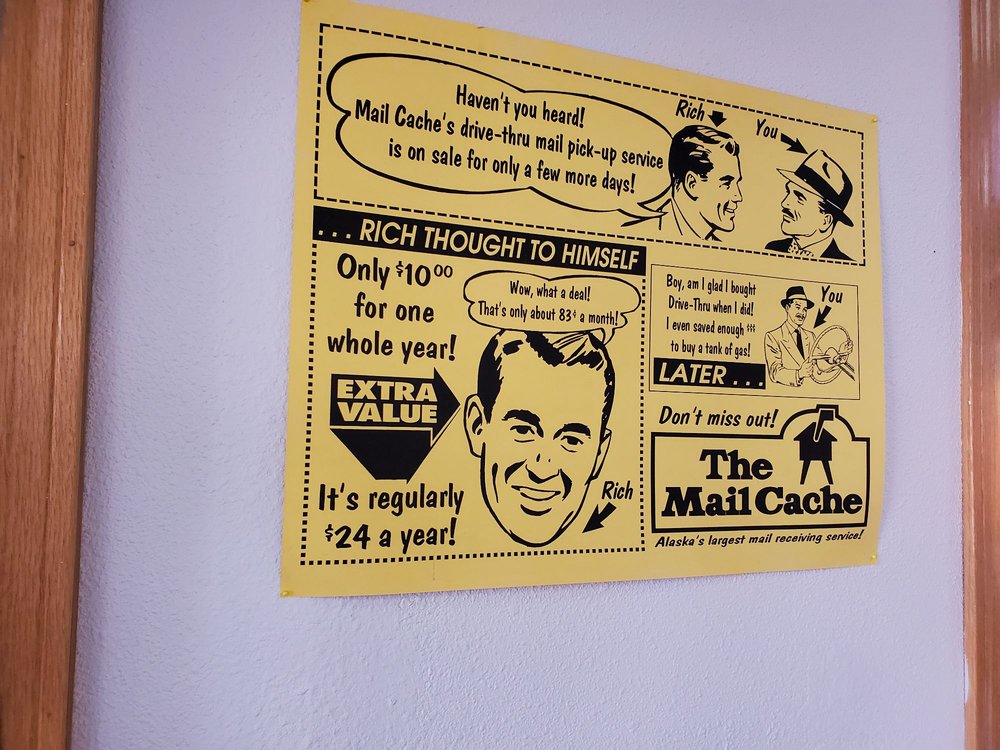 Haven't you heard!
Mail Cache's drive-thru mail pick-up service
is on sale for only a few more days!
Rich
You
. . . RICH THOUGHT TO HIMSELF
Only $10⁰⁰
for one
whole year!
Wow, what a deal!
That's only about 83¢ a month!
EXTRA
VALUE
It's regularly
$24 a year!
Rich
Boy, am I glad I bought
Drive-Thru when I did!
I even saved enough $$$
to buy a tank of gas!
You
LATER . . .
Don't miss out!
The
Mail Cache
Alaska's largest mail receiving service!